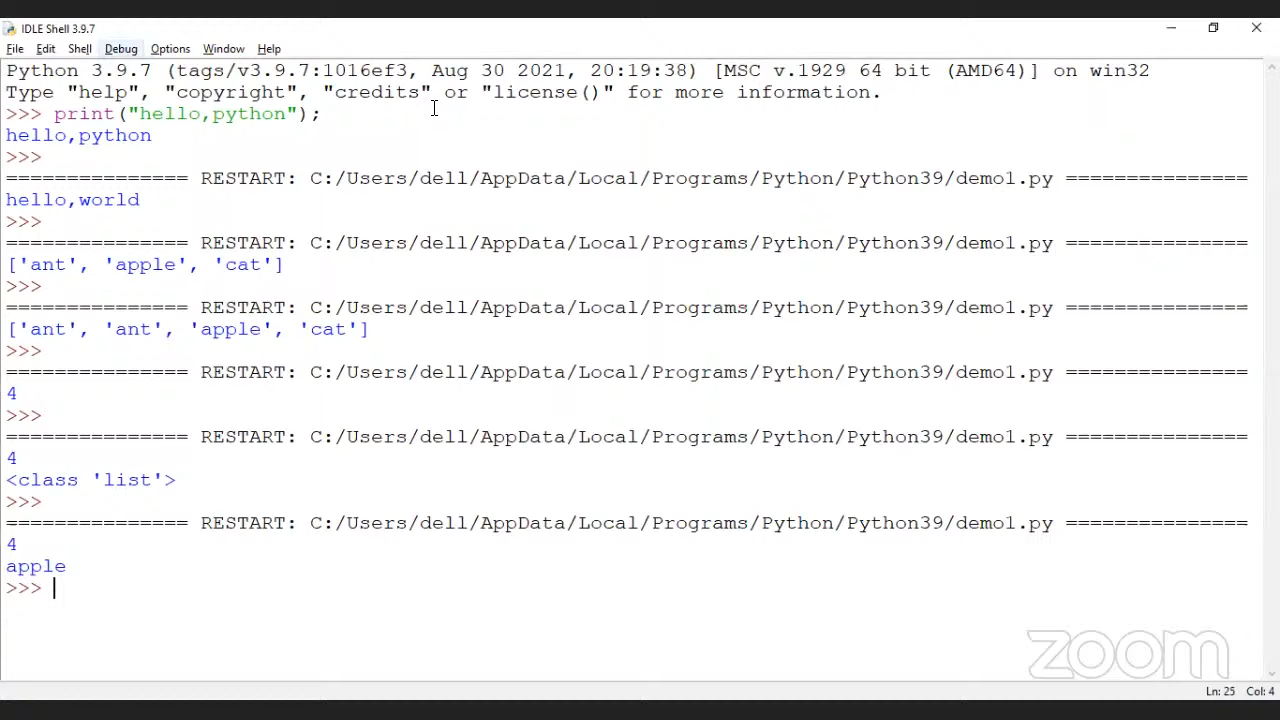 IDLE Shell 3.9.7
File Edit Shell Debug Options Window Help
Python 3.9.7 (tags/v3.9.7:1016ef3, Aug 30 2021, 20:19:38) [MSC v.1929 64 bit (AMD64)] on win32
Type "help", "copyright", "credits" or "license()" for more information.
>>> print("hello,python");
hello,python
>>>
=============== RESTART: C:/Users/dell/AppData/Local/Programs/Python/Python39/demo1.py ===============
hello,world
>>>
=============== RESTART: C:/Users/dell/AppData/Local/Programs/Python/Python39/demo1.py ===============
['ant', 'apple', 'cat']
>>>
=============== RESTART: C:/Users/dell/AppData/Local/Programs/Python/Python39/demo1.py ===============
['ant', 'ant', 'apple', 'cat']
>>>
=============== RESTART: C:/Users/dell/AppData/Local/Programs/Python/Python39/demo1.py ===============
4
>>>
=============== RESTART: C:/Users/dell/AppData/Local/Programs/Python/Python39/demo1.py ===============
4
<class 'list'>
>>>
=============== RESTART: C:/Users/dell/AppData/Local/Programs/Python/Python39/demo1.py ===============
4
apple
>>>
zoom
Ln: 25 Col: 4